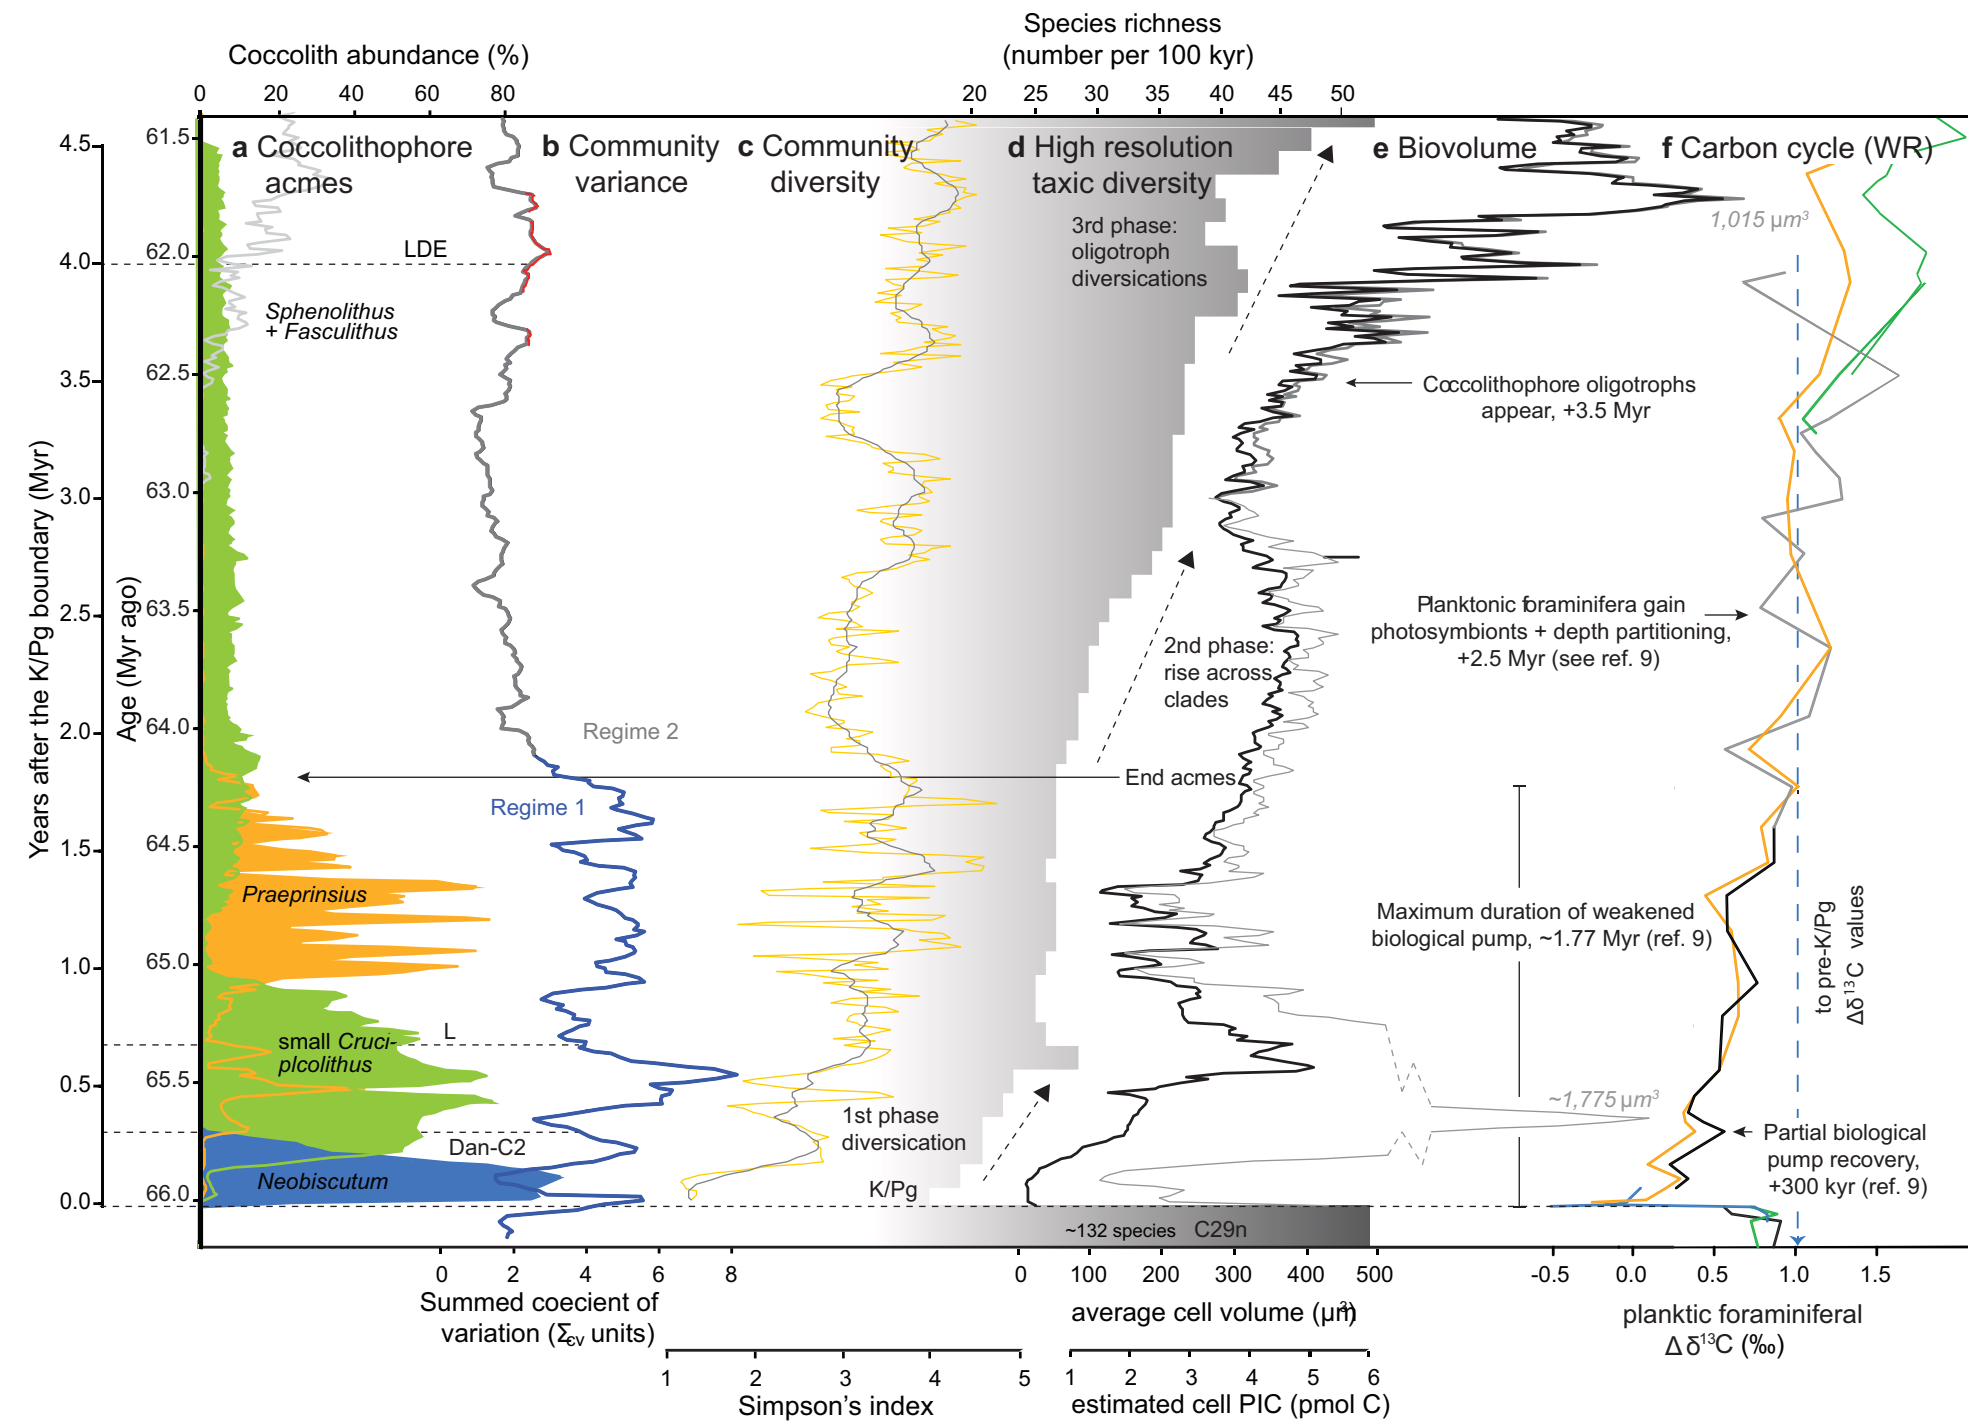 Species richness
(number per 100 kyr)
Coccolith abundance (%)
0 20 40 60 80
20 25 30 35 40 45 50
a Coccolithophore
acmes
b Community
variance
c Community
diversity
d High resolution
taxic diversity
e Biovolume
f Carbon cycle (WR)
Years after the K/Pg boundary (Myr)
4.5
4.0
3.5
3.0
2.5
2.0
1.5
1.0
0.5
0.0
Age (Myr ago)
61.5
62.0
62.5
63.0
63.5
64.0
64.5
65.0
65.5
66.0
LDE
Sphenolithus
+ Fasculithus
3rd phase:
oligotroph
diversications
1,015 µm³
Coccolithophore oligotrophs
appear, +3.5 Myr
Planktonic foraminifera gain
photosymbionts + depth partitioning,
+2.5 Myr (see ref. 9)
2nd phase:
rise across
clades
Regime 2
End acmes
Regime 1
Praeprinsius
Maximum duration of weakened
biological pump, ~1.77 Myr (ref. 9)
to pre-K/Pg
Δδ¹³C values
L
small Cruci-
plcolithus
~1,775 µm³
1st phase
diversication
Dan-C2
Partial biological
pump recovery,
+300 kyr (ref. 9)
Neobiscutum
K/Pg
~132 species C29n
0 2 4 6 8
Summed coecient of
variation (Σcv units)
0 100 200 300 400 500
average cell volume (µm³)
-0.5 0.0 0.5 1.0 1.5
planktic foraminiferal
Δ δ¹³C (‰)
1 2 3 4 5
Simpson's index
1 2 3 4 5 6
estimated cell PIC (pmol C)